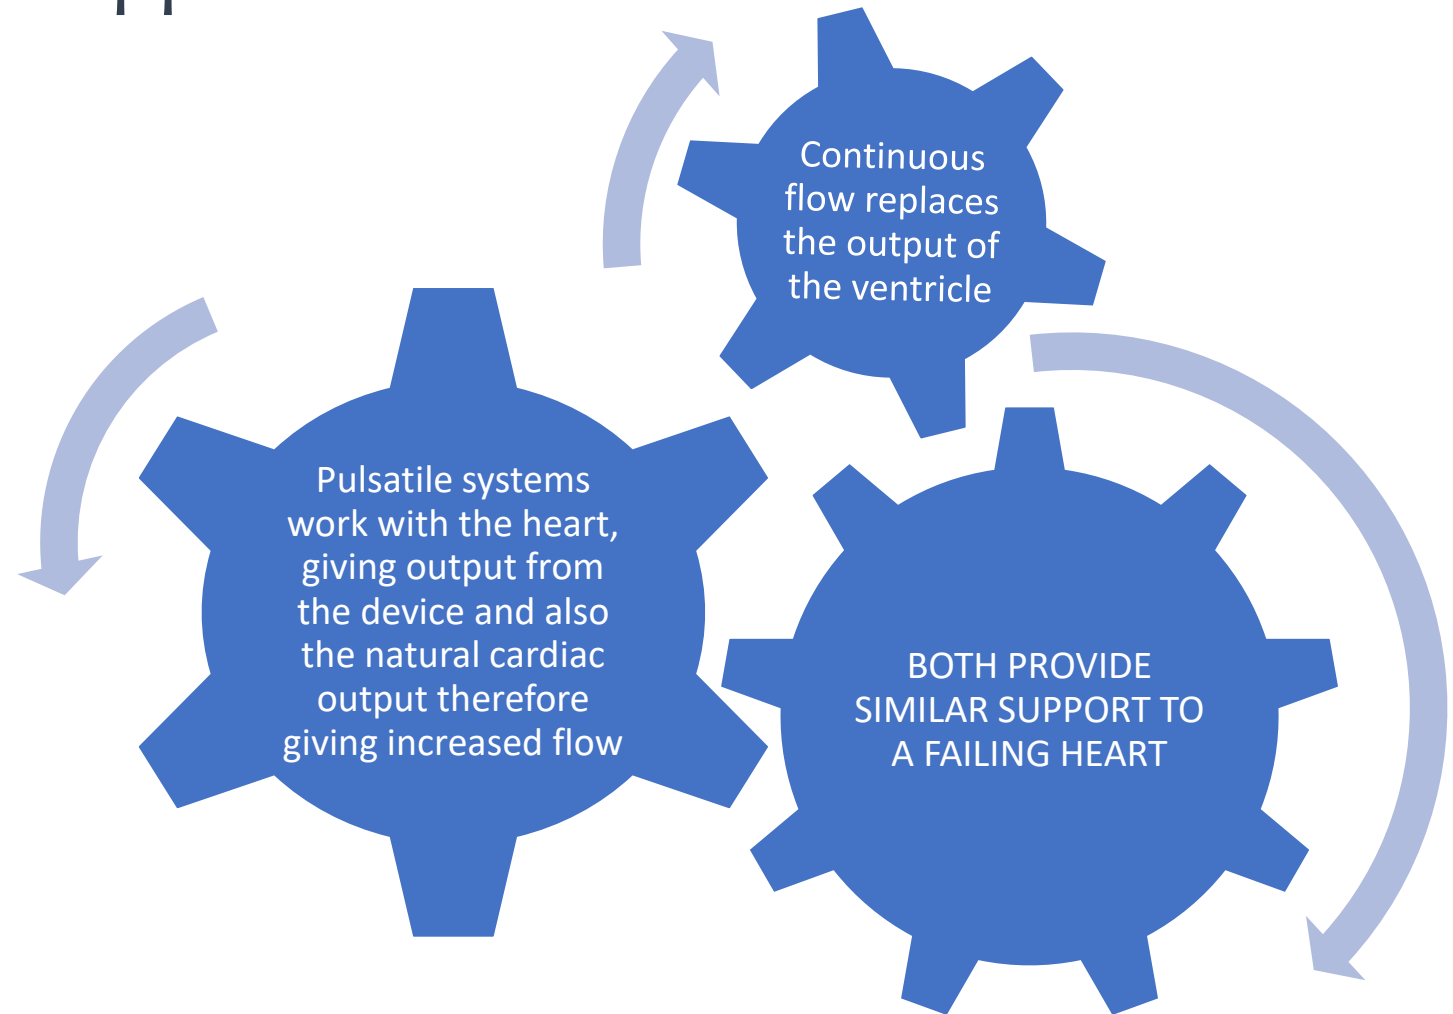 Continuous
flow replaces
the output of
the ventricle
Pulsatile systems
work with the heart,
giving output from
the device and also
the natural cardiac
output therefore
giving increased flow
BOTH PROVIDE
SIMILAR SUPPORT TO
A FAILING HEART